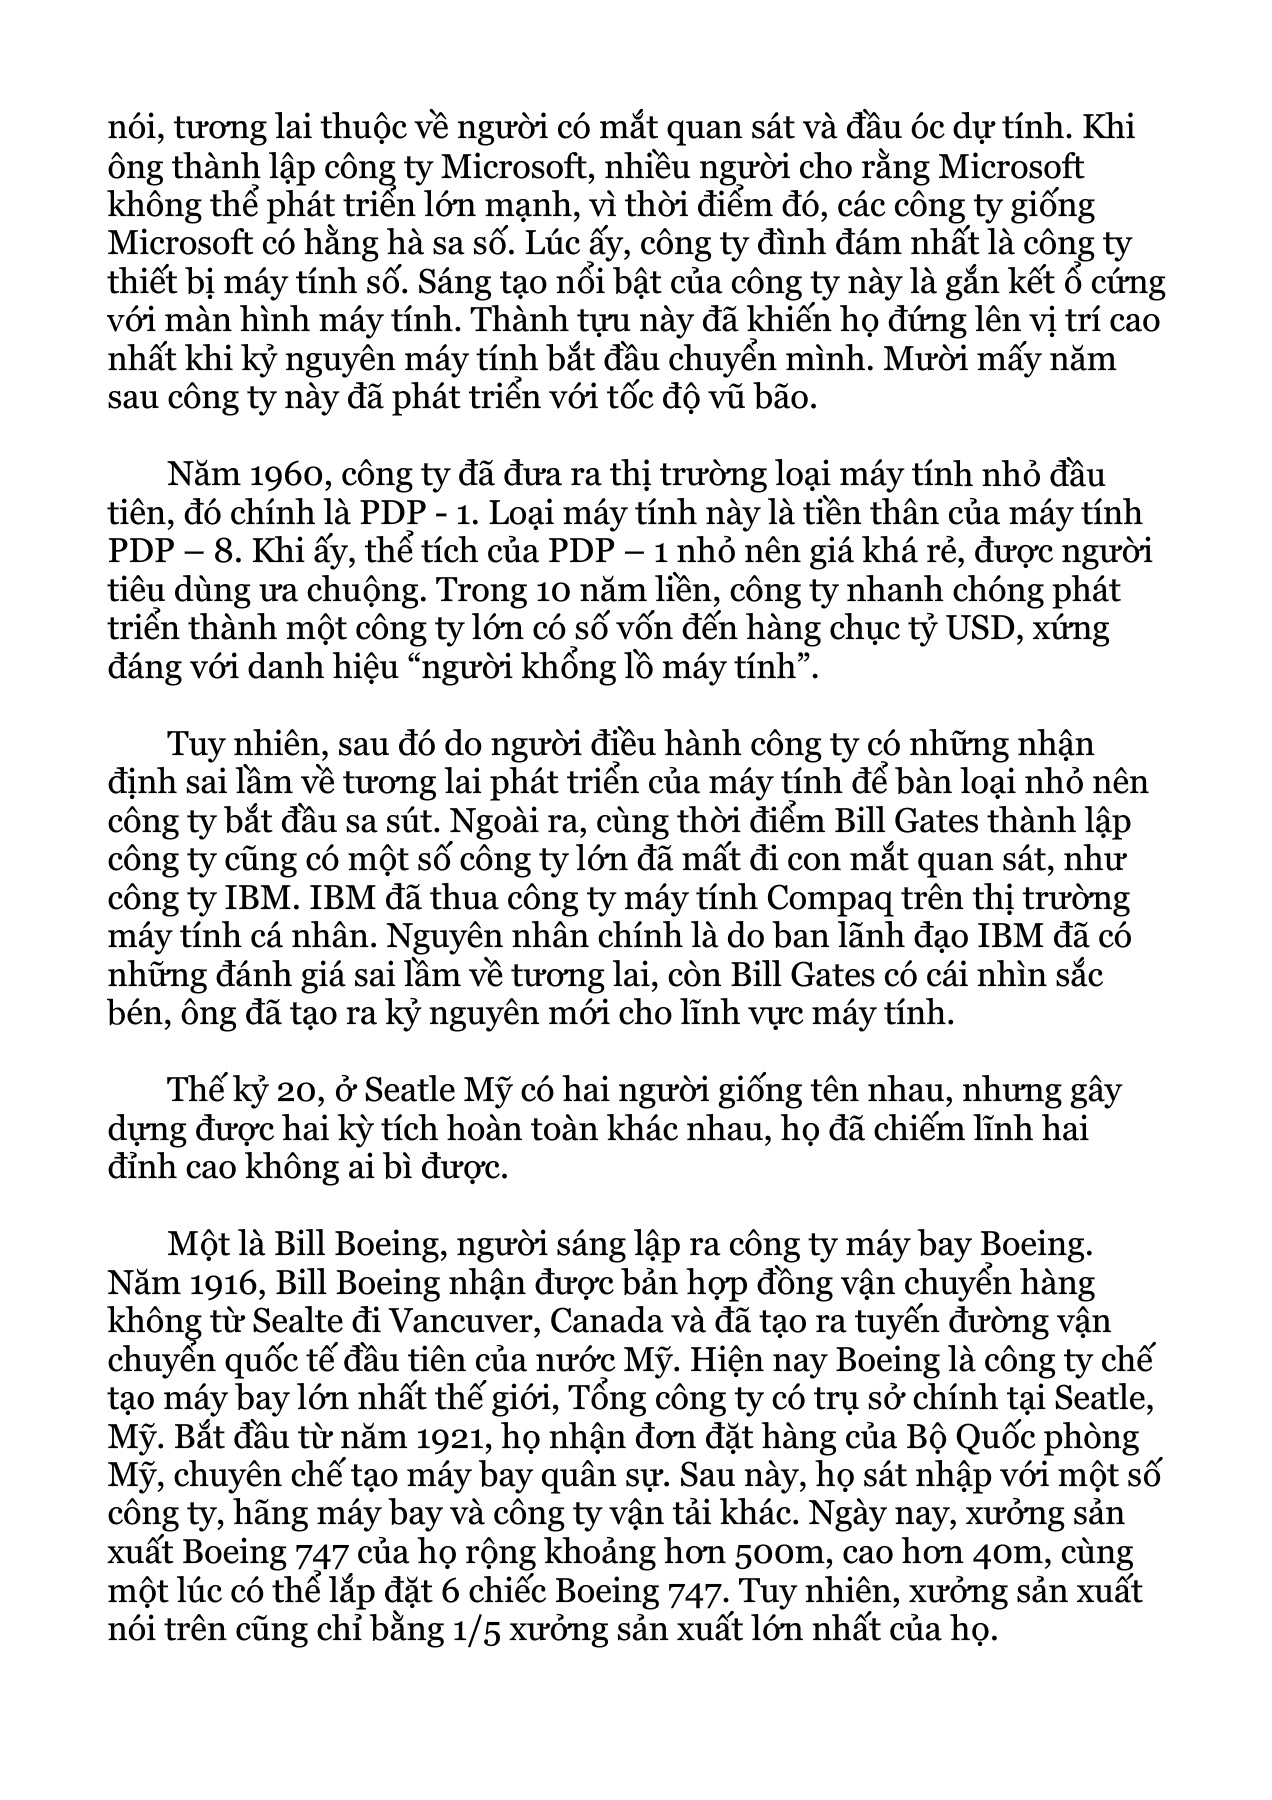 nói, tương lai thuộc về người có mắt quan sát và đầu óc dự tính. Khi
ông thành lập công ty Microsoft, nhiều người cho rằng Microsoft
không thể phát triển lớn mạnh, vì thời điểm đó, các công ty giống
Microsoft có hằng hà sa số. Lúc ấy, công ty đình đám nhất là công ty
thiết bị máy tính số. Sáng tạo nổi bật của công ty này là gắn kết ổ cứng
với màn hình máy tính. Thành tựu này đã khiến họ đứng lên vị trí cao
nhất khi kỷ nguyên máy tính bắt đầu chuyển mình. Mười mấy năm
sau công ty này đã phát triển với tốc độ vũ bão.
Năm 1960, công ty đã đưa ra thị trường loại máy tính nhỏ đầu
tiên, đó chính là PDP - 1. Loại máy tính này là tiền thân của máy tính
PDP – 8. Khi ấy, thể tích của PDP – 1 nhỏ nên giá khá rẻ, được người
tiêu dùng ưa chuộng. Trong 10 năm liền, công ty nhanh chóng phát
triển thành một công ty lớn có số vốn đến hàng chục tỷ USD, xứng
đáng với danh hiệu “người khổng lồ máy tính”.
Tuy nhiên, sau đó do người điều hành công ty có những nhận
định sai lầm về tương lai phát triển của máy tính để bàn loại nhỏ nên
công ty bắt đầu sa sút. Ngoài ra, cùng thời điểm Bill Gates thành lập
công ty cũng có một số công ty lớn đã mất đi con mắt quan sát, như
công ty IBM. IBM đã thua công ty máy tính Compaq trên thị trường
máy tính cá nhân. Nguyên nhân chính là do ban lãnh đạo IBM đã có
những đánh giá sai lầm về tương lai, còn Bill Gates có cái nhìn sắc
bén, ông đã tạo ra kỷ nguyên mới cho lĩnh vực máy tính.
Thế kỷ 20, ở Seatle Mỹ có hai người giống tên nhau, nhưng gây
dựng được hai kỳ tích hoàn toàn khác nhau, họ đã chiếm lĩnh hai
đỉnh cao không ai bì được.
Một là Bill Boeing, người sáng lập ra công ty máy bay Boeing.
Năm 1916, Bill Boeing nhận được bản hợp đồng vận chuyển hàng
không từ Sealte đi Vancuver, Canada và đã tạo ra tuyến đường vận
chuyển quốc tế đầu tiên của nước Mỹ. Hiện nay Boeing là công ty chế
tạo máy bay lớn nhất thế giới, Tổng công ty có trụ sở chính tại Seatle,
Mỹ. Bắt đầu từ năm 1921, họ nhận đơn đặt hàng của Bộ Quốc phòng
Mỹ, chuyên chế tạo máy bay quân sự. Sau này, họ sát nhập với một số
công ty, hãng máy bay và công ty vận tải khác. Ngày nay, xưởng sản
xuất Boeing 747 của họ rộng khoảng hơn 500m, cao hơn 40m, cùng
một lúc có thể lắp đặt 6 chiếc Boeing 747. Tuy nhiên, xưởng sản xuất
nói trên cũng chỉ bằng 1/5 xưởng sản xuất lớn nhất của họ.